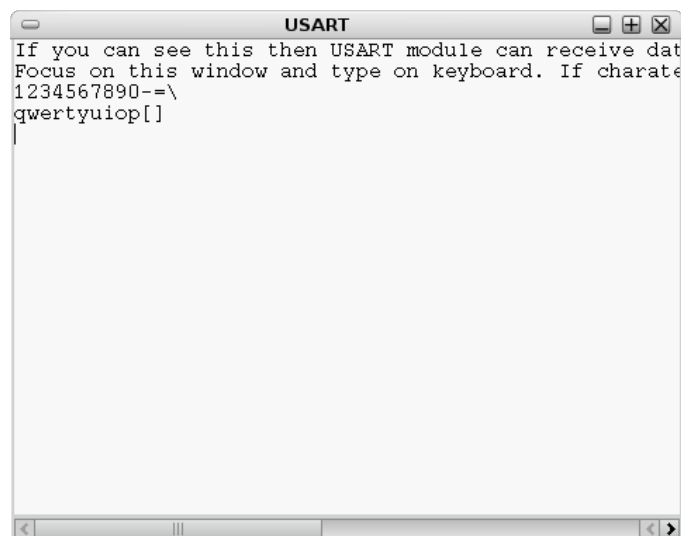 USART
If you can see this then USART module can receive dat
Focus on this window and type on keyboard. If charate
1234567890-=\
qwertyuiop[]